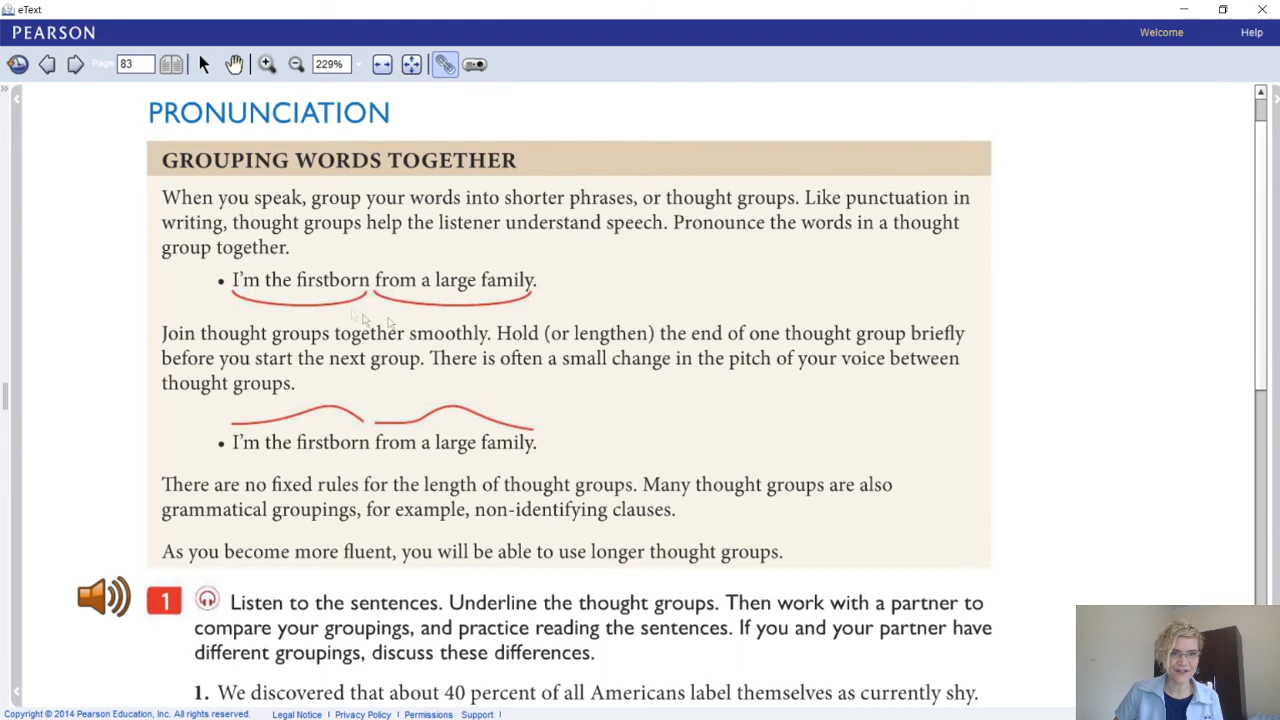 eText
PEARSON
Welcome
Help
Page 83
229%
PRONUNCIATION
GROUPING WORDS TOGETHER
When you speak, group your words into shorter phrases, or thought groups. Like punctuation in
writing, thought groups help the listener understand speech. Pronounce the words in a thought
group together.
• I'm the firstborn from a large family.
Join thought groups together smoothly. Hold (or lengthen) the end of one thought group briefly
before you start the next group. There is often a small change in the pitch of your voice between
thought groups.
• I'm the firstborn from a large family.
There are no fixed rules for the length of thought groups. Many thought groups are also
grammatical groupings, for example, non-identifying clauses.
As you become more fluent, you will be able to use longer thought groups.
1 Listen to the sentences. Underline the thought groups. Then work with a partner to
compare your groupings, and practice reading the sentences. If you and your partner have
different groupings, discuss these differences.
1. We discovered that about 40 percent of all Americans label themselves as currently shy.
Copyright © 2014 Pearson Education, Inc. All rights reserved. Legal Notice | Privacy Policy | Permissions Support |